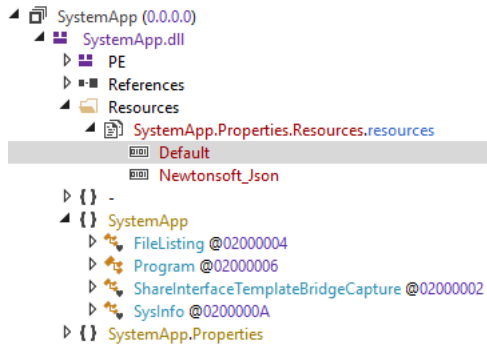 SystemApp (0.0.0.0)
SystemApp.dll
PE
References
Resources
SystemApp.Properties.Resources.resources
Default
Newtonsoft_Json
{ } -
{ } SystemApp
FileListing @02000004
Program @02000006
ShareInterfaceTemplateBridgeCapture @02000002
SysInfo @0200000A
{ } SystemApp.Properties